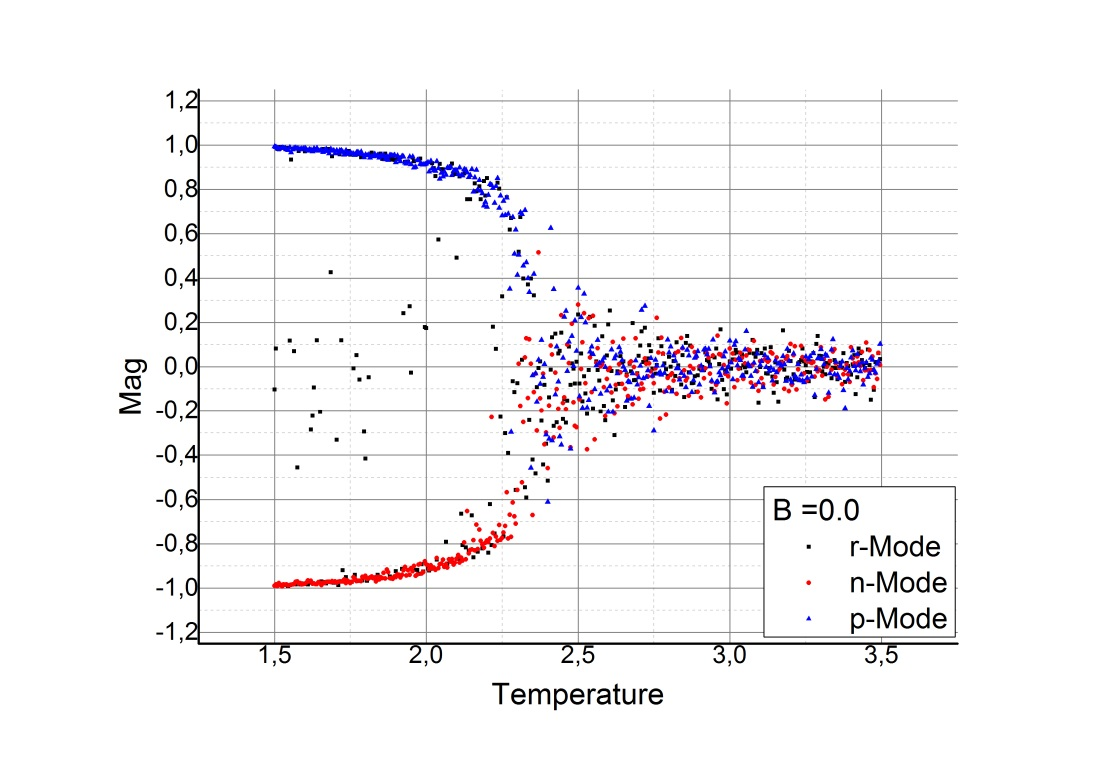 1,2
1,0
0,8
0,6
0,4
0,2
0,0
-0,2
-0,4
-0,6
-0,8
-1,0
-1,2
Mag
B =0.0
r-Mode
n-Mode
p-Mode
1,5 2,0 2,5 3,0 3,5
Temperature